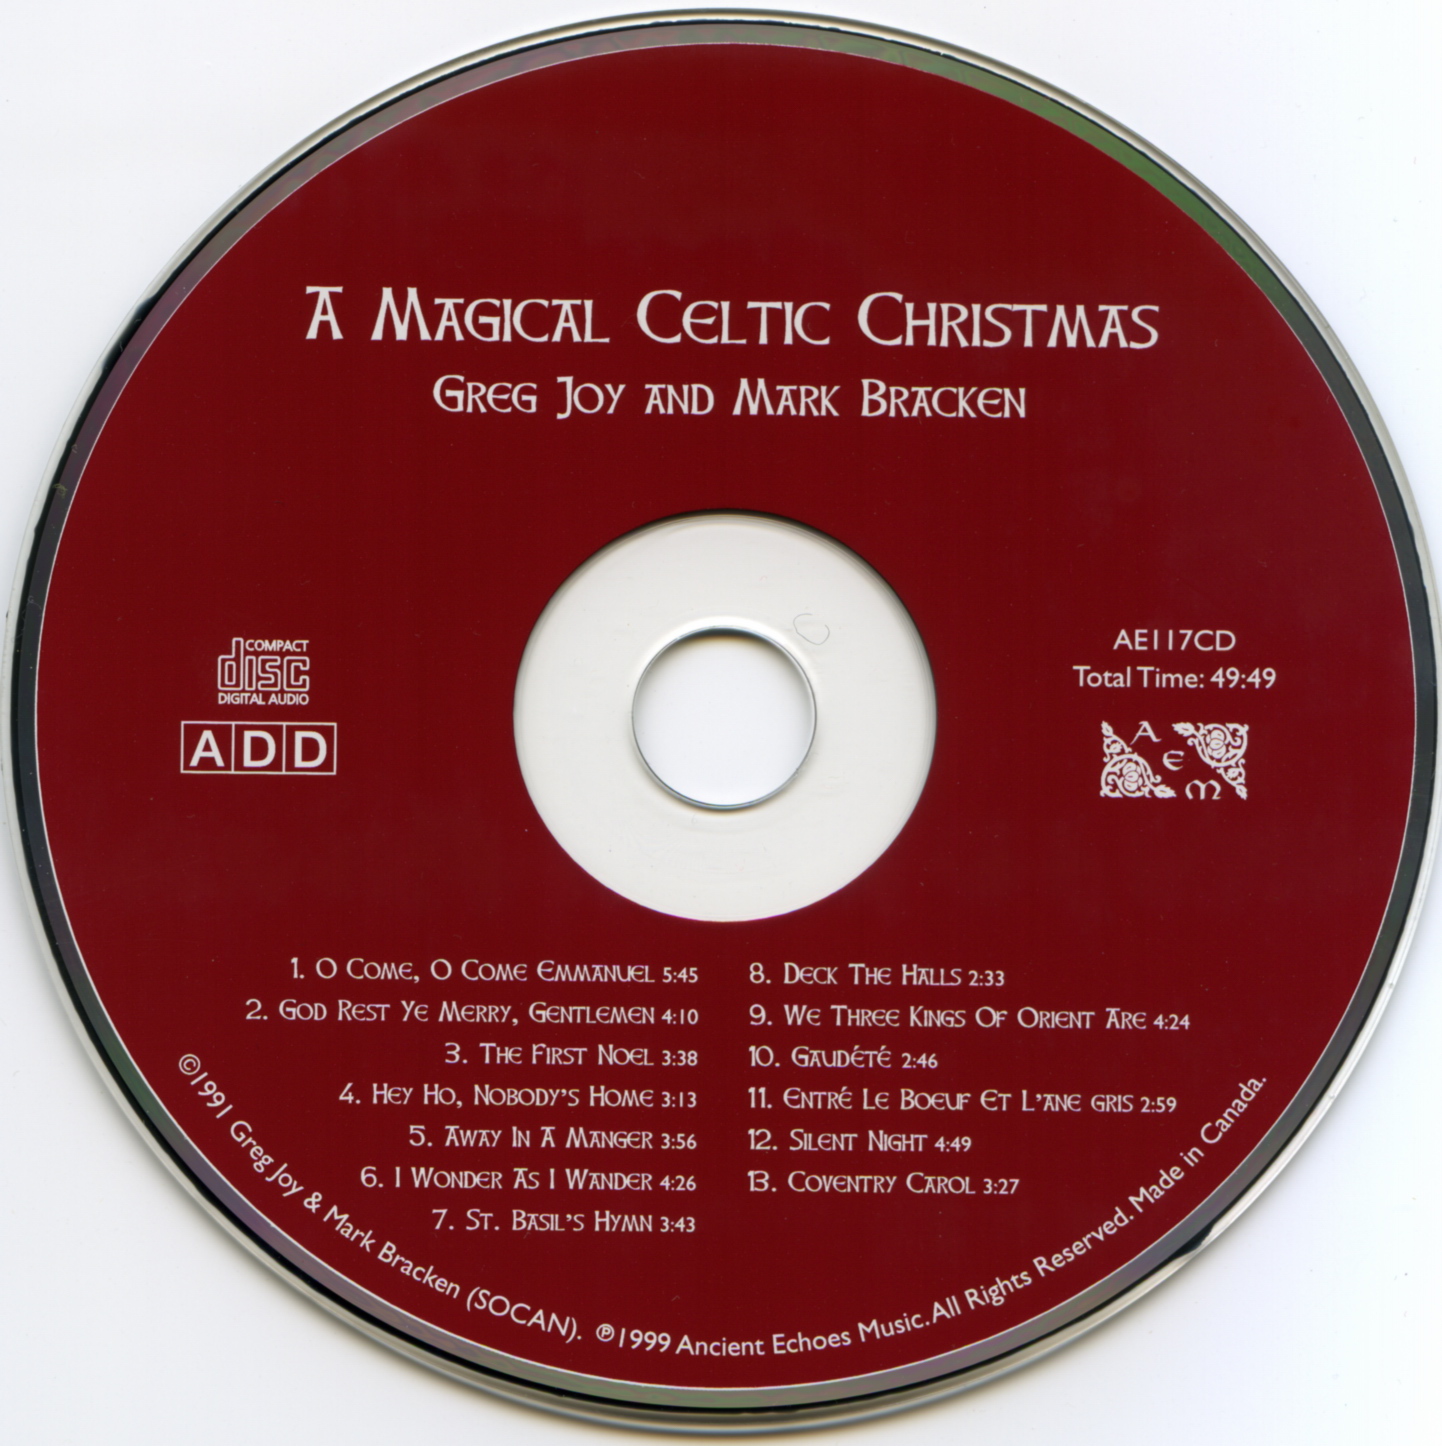 A Magical Celtic Christmas
Greg Joy and Mark Bracken
COMPACT
disc
DIGITAL AUDIO
ADD
AE117CD
Total Time: 49:49
A
E
M
1. O Come, O Come Emmanuel 5:45
2. God Rest Ye Merry, Gentlemen 4:10
3. The First Noel 3:38
4. Hey Ho, Nobody's Home 3:13
5. Away In A Manger 3:56
6. I Wonder As I Wander 4:26
7. St. Basil's Hymn 3:43
8. Deck The Halls 2:33
9. We Three Kings Of Orient Are 4:24
10. Gaudété 2:46
11. Entré Le Boeuf Et L'ane gris 2:59
12. Silent Night 4:49
13. Coventry Carol 3:27
©1991 Greg Joy & Mark Bracken (SOCAN). ℗1999 Ancient Echoes Music. All Rights Reserved. Made in Canada.